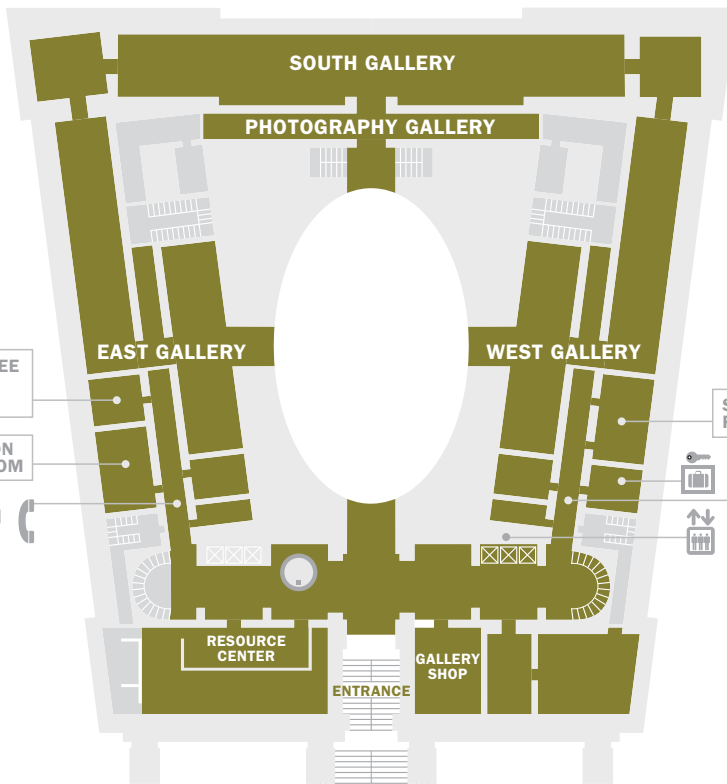 SOUTH GALLERY
PHOTOGRAPHY GALLERY
EAST GALLERY
WEST GALLERY
RESOURCE
CENTER
GALLERY
SHOP
ENTRANCE